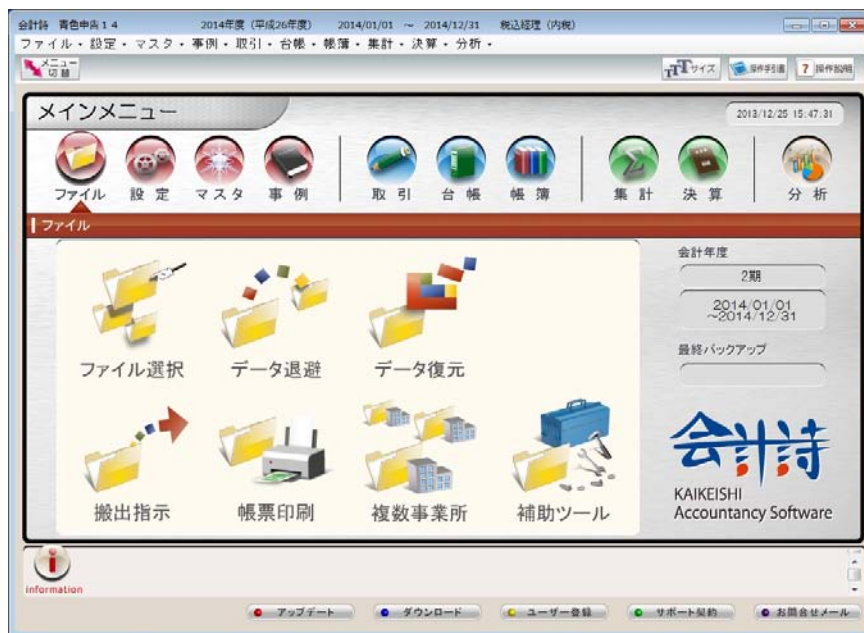 会計詩 青色申告14 2014年度（平成26年度） 2014/01/01 ～ 2014/12/31 税込経理（内税）
ファイル・設定・マスタ・事例・取引・台帳・帳簿・集計・決算・分析・
メニュー切替 TTTサイズ 操作手引書 ? 操作説明
メインメニュー 2013/12/25 15:47:31
ファイル 設定 マスタ 事例 取引 台帳 帳簿 集計 決算 分析
ファイル
会計年度
2期
2014/01/01
～2014/12/31
最終バックアップ
ファイル選択 データ退避 データ復元
搬出指示 帳票印刷 複数事業所 補助ツール
会計詩
KAIKEISHI
Accountancy Software
information
アップデート ダウンロード ユーザー登録 サポート契約 お問合せメール